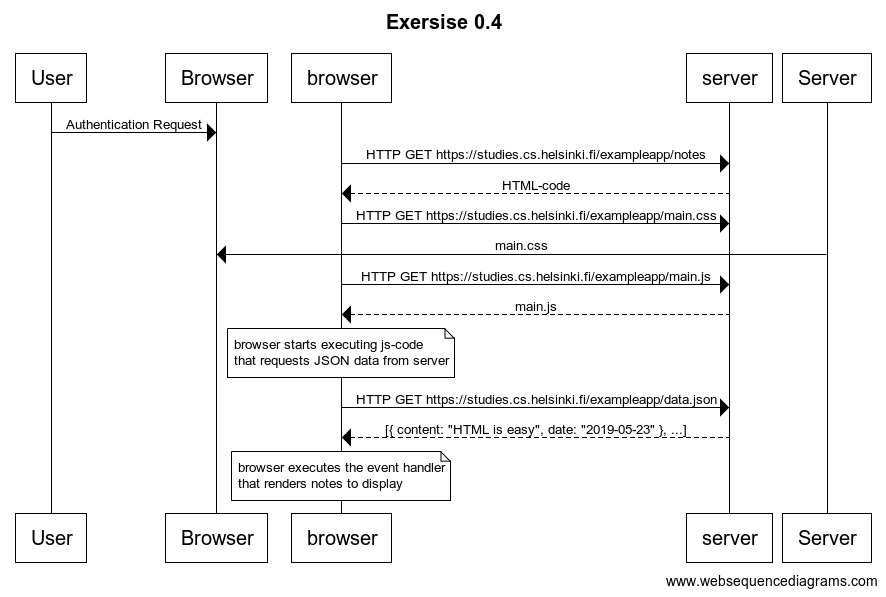 Exersise 0.4
User
Browser
browser
server
Server
Authentication Request
HTTP GET https://studies.cs.helsinki.fi/exampleapp/notes
HTML-code
HTTP GET https://studies.cs.helsinki.fi/exampleapp/main.css
main.css
HTTP GET https://studies.cs.helsinki.fi/exampleapp/main.js
main.js
browser starts executing js-code
that requests JSON data from server
HTTP GET https://studies.cs.helsinki.fi/exampleapp/data.json
[{ content: "HTML is easy", date: "2019-05-23" }, ...]
browser executes the event handler
that renders notes to display
User
Browser
browser
server
Server
www.websequencediagrams.com